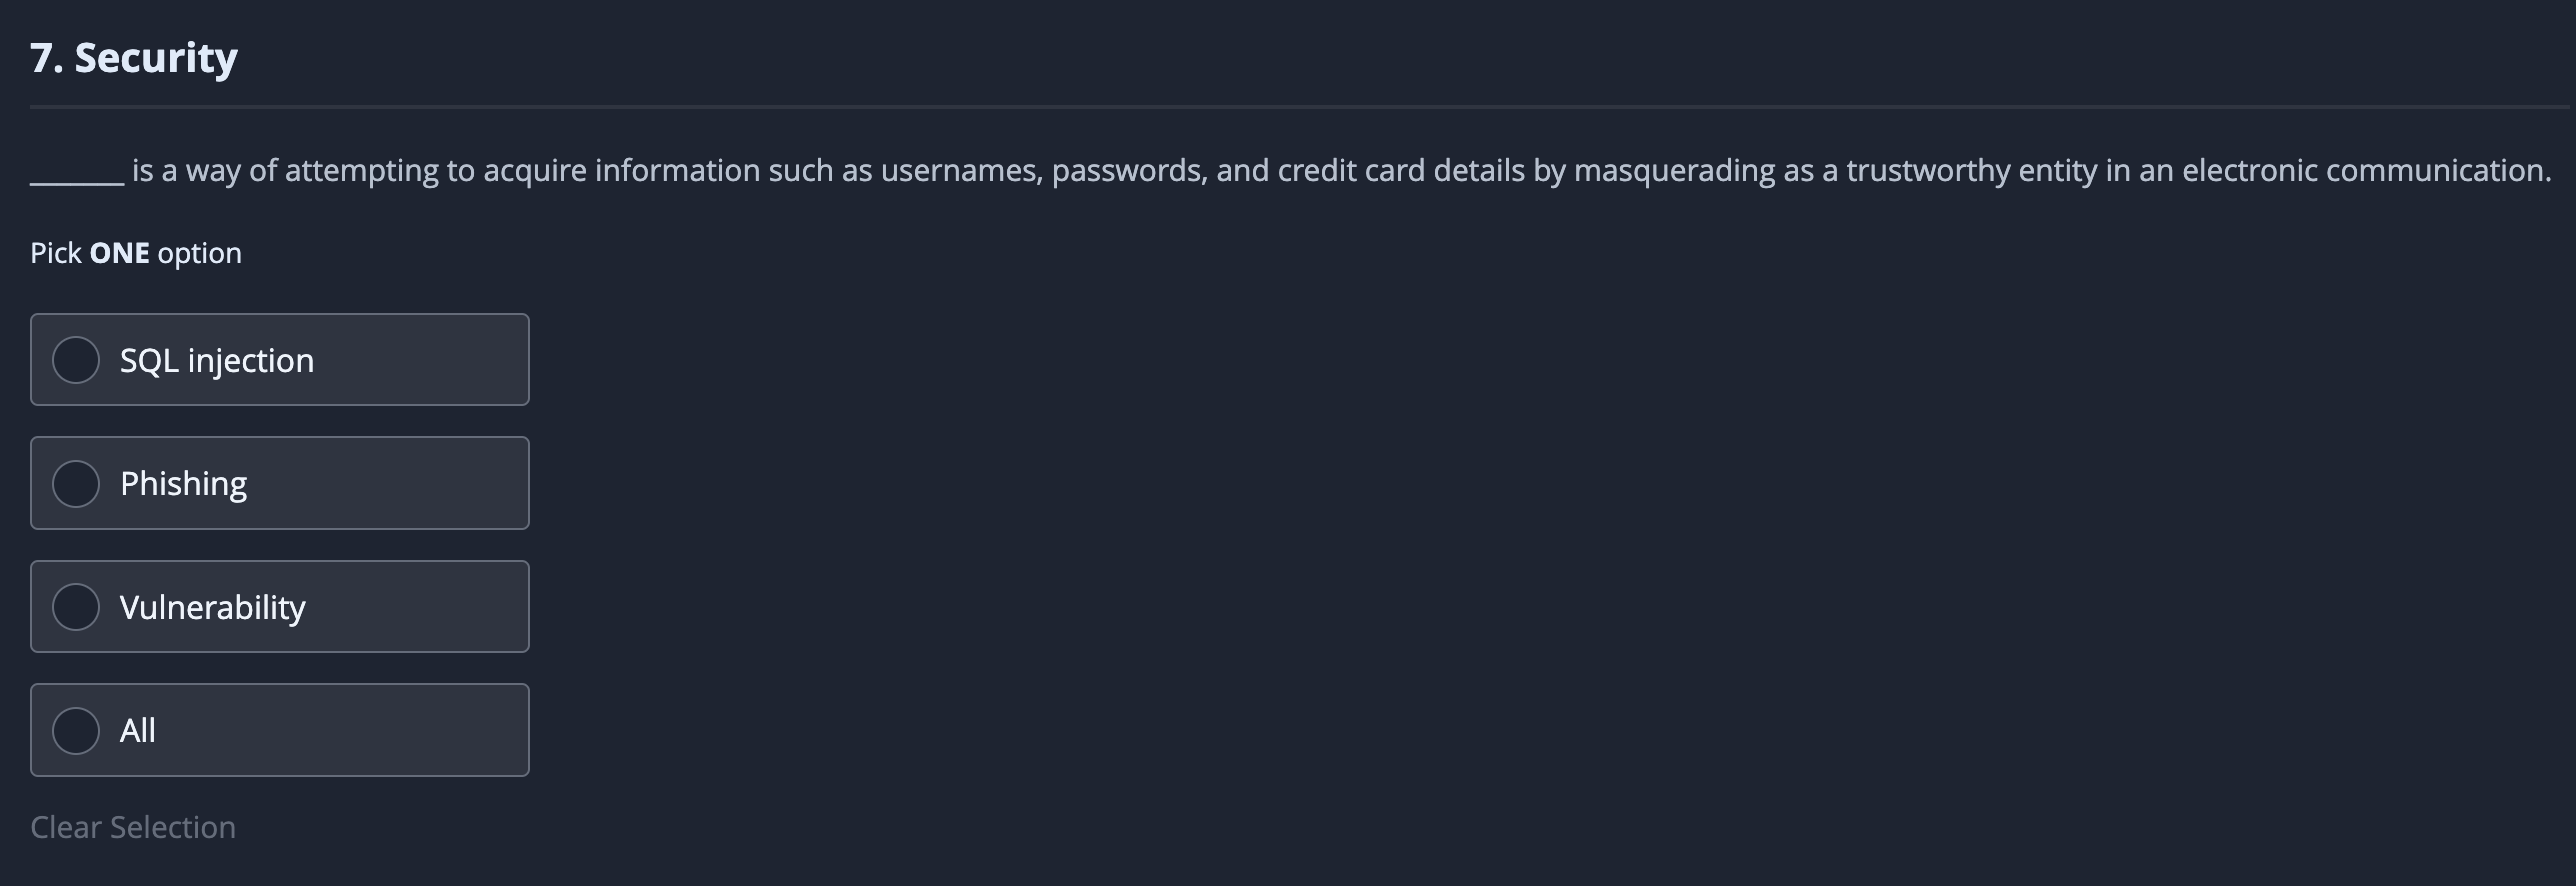 7. Security
_______ is a way of attempting to acquire information such as usernames, passwords, and credit card details by masquerading as a trustworthy entity in an electronic communication.
Pick ONE option
SQL injection
Phishing
Vulnerability
All
Clear Selection